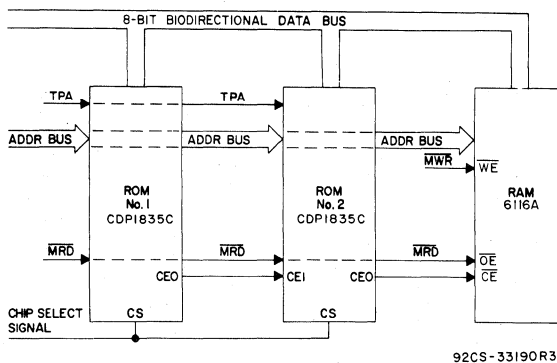 8-BIT BIODIRECTIONAL DATA BUS
TPA TPA
ADDR BUS ADDR BUS ADDR BUS
MWR WE
ROM No. 1 CDP1835C
ROM No. 2 CDP1835C
RAM 6116A
MRD MRD MRD OE
CEO CEI CEO CE
CHIP SELECT SIGNAL
CS CS
92CS-33190R3